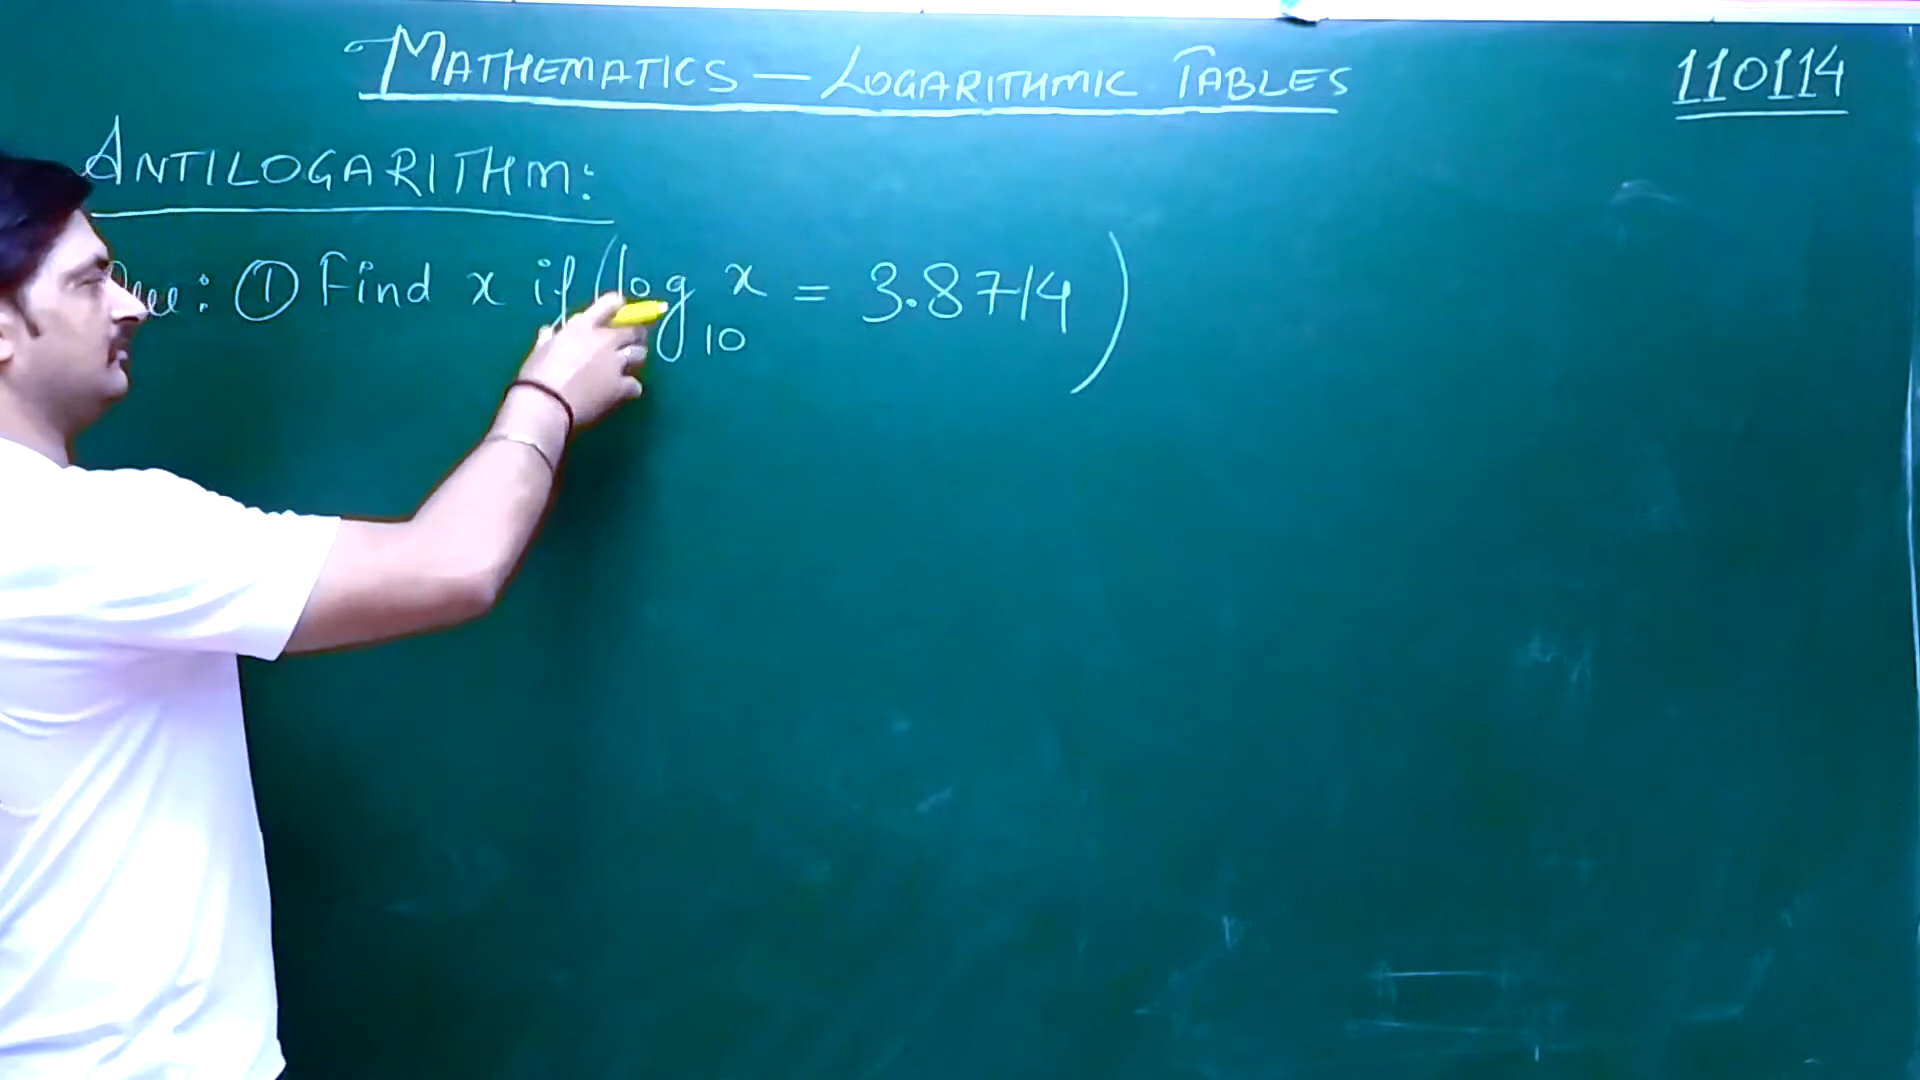 MATHEMATICS — LOGARITHMIC TABLES
110114
ANTILOGARITHM:
① Find x if (log₁₀ x = 3.8714)